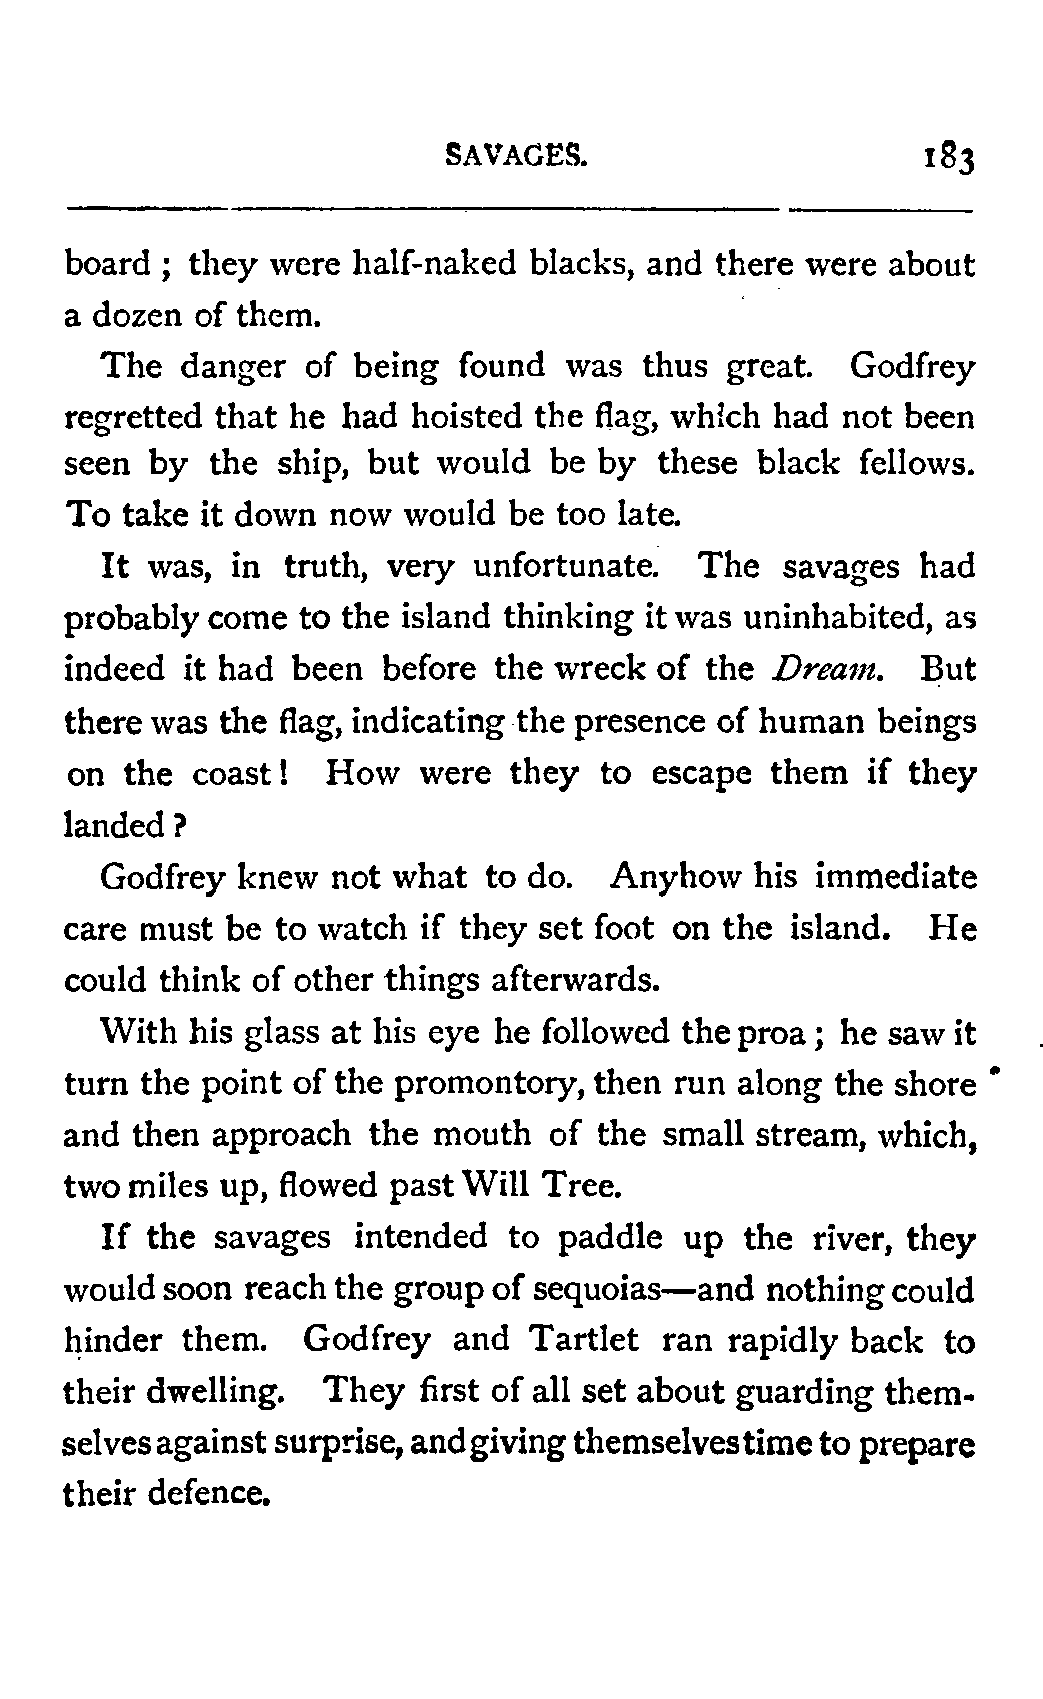 SAVAGES. 183
board ; they were half-naked blacks, and there were about
a dozen of them.
The danger of being found was thus great. Godfrey
regretted that he had hoisted the flag, which had not been
seen by the ship, but would be by these black fellows.
To take it down now would be too late.
It was, in truth, very unfortunate. The savages had
probably come to the island thinking it was uninhabited, as
indeed it had been before the wreck of the Dream. But
there was the flag, indicating the presence of human beings
on the coast! How were they to escape them if they
landed ?
Godfrey knew not what to do. Anyhow his immediate
care must be to watch if they set foot on the island. He
could think of other things afterwards.
With his glass at his eye he followed the proa ; he saw it
turn the point of the promontory, then run along the shore
and then approach the mouth of the small stream, which,
two miles up, flowed past Will Tree.
If the savages intended to paddle up the river, they
would soon reach the group of sequoias—and nothing could
hinder them. Godfrey and Tartlet ran rapidly back to
their dwelling. They first of all set about guarding them-
selves against surprise, and giving themselves time to prepare
their defence.